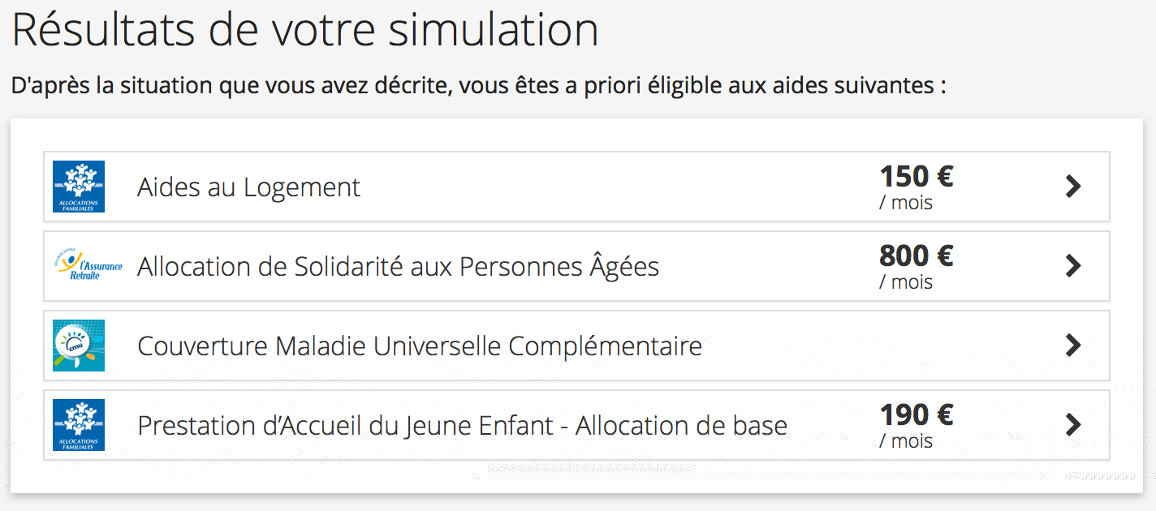 Résultats de votre simulation
D'après la situation que vous avez décrite, vous êtes a priori éligible aux aides suivantes :
ALLOCATIONS
FAMILIALES
Aides au Logement
150 €
/ mois
l'Assurance
Retraite
Allocation de Solidarité aux Personnes Âgées
800 €
/ mois
cmu
Couverture Maladie Universelle Complémentaire
ALLOCATIONS
FAMILIALES
Prestation d’Accueil du Jeune Enfant - Allocation de base
190 €
/ mois